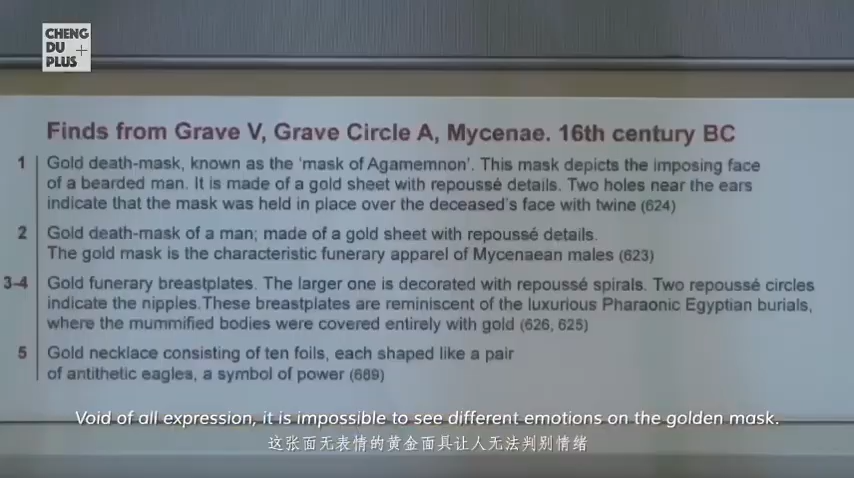 CHENG
DU
PLUS+
Finds from Grave V, Grave Circle A, Mycenae. 16th century BC
1 Gold death-mask, known as the 'mask of Agamemnon'. This mask depicts the imposing face
of a bearded man. It is made of a gold sheet with repoussé details. Two holes near the ears
indicate that the mask was held in place over the deceased's face with twine (624)
2 Gold death-mask of a man; made of a gold sheet with repoussé details.
The gold mask is the characteristic funerary apparel of Mycenaean males (623)
3-4 Gold funerary breastplates. The larger one is decorated with repoussé spirals. Two repoussé circles
indicate the nipples.These breastplates are reminiscent of the luxurious Pharaonic Egyptian burials,
where the mummified bodies were covered entirely with gold (626, 625)
5 Gold necklace consisting of ten foils, each shaped like a pair
of antithetic eagles, a symbol of power (689)
Void of all expression, it is impossible to see different emotions on the golden mask.
这张面无表情的黄金面具让人无法判别情绪